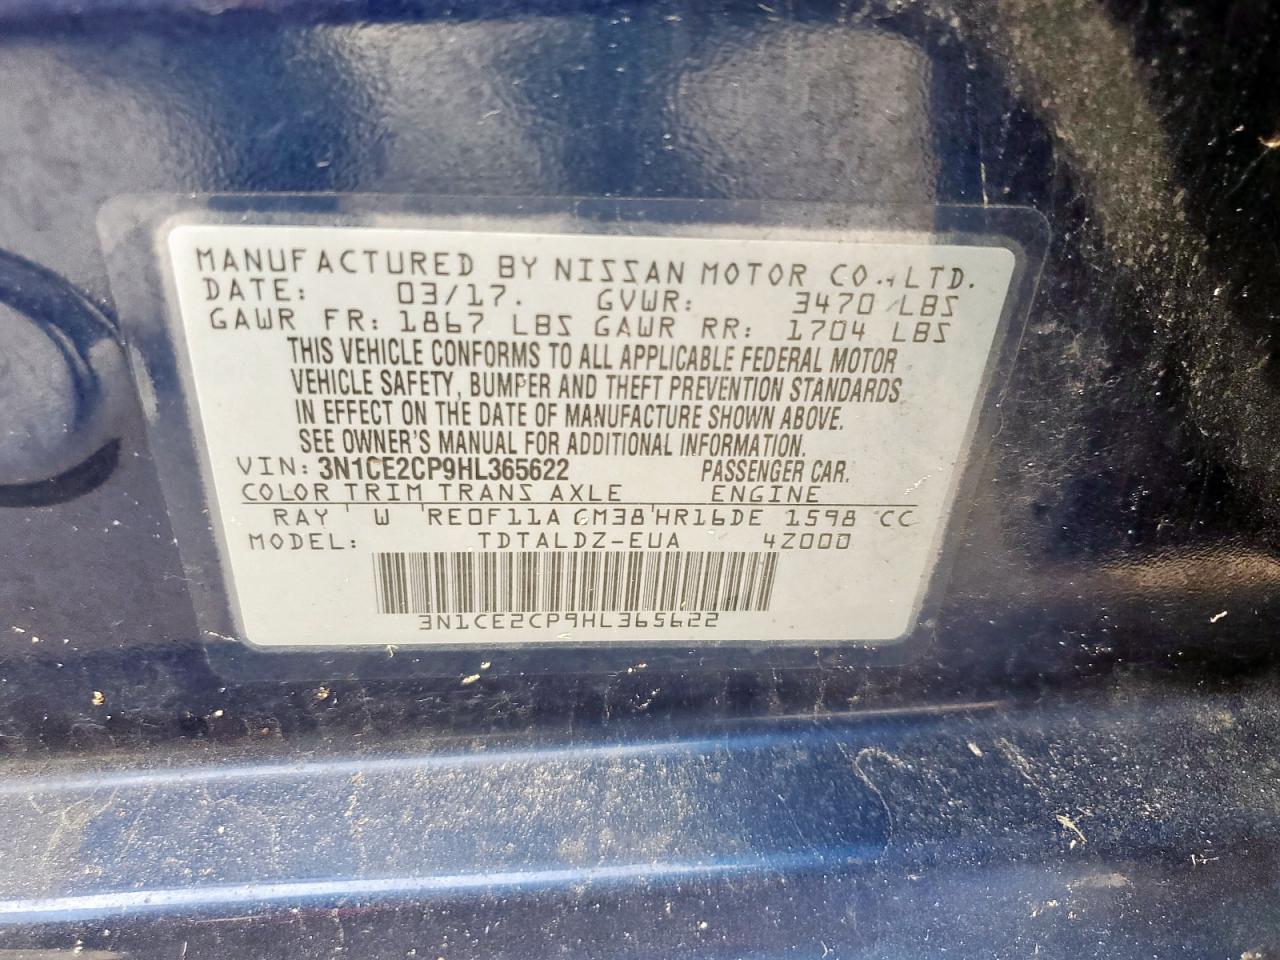 MANUFACTURED BY NISSAN MOTOR CO.,LTD.
DATE: 03/17. GVWR: 3470 LBS
GAWR FR: 1867 LBS GAWR RR: 1704 LBS
THIS VEHICLE CONFORMS TO ALL APPLICABLE FEDERAL MOTOR
VEHICLE SAFETY, BUMPER AND THEFT PREVENTION STANDARDS
IN EFFECT ON THE DATE OF MANUFACTURE SHOWN ABOVE.
SEE OWNER'S MANUAL FOR ADDITIONAL INFORMATION.
VIN: 3N1CE2CP9HL365622 PASSENGER CAR.
COLOR TRIM TRANS AXLE ENGINE
RAY W RE0F11A GM38 HR16DE 1598 CC
MODEL: TDTALDZ-EUA 4Z000
3N1CE2CP9HL365622